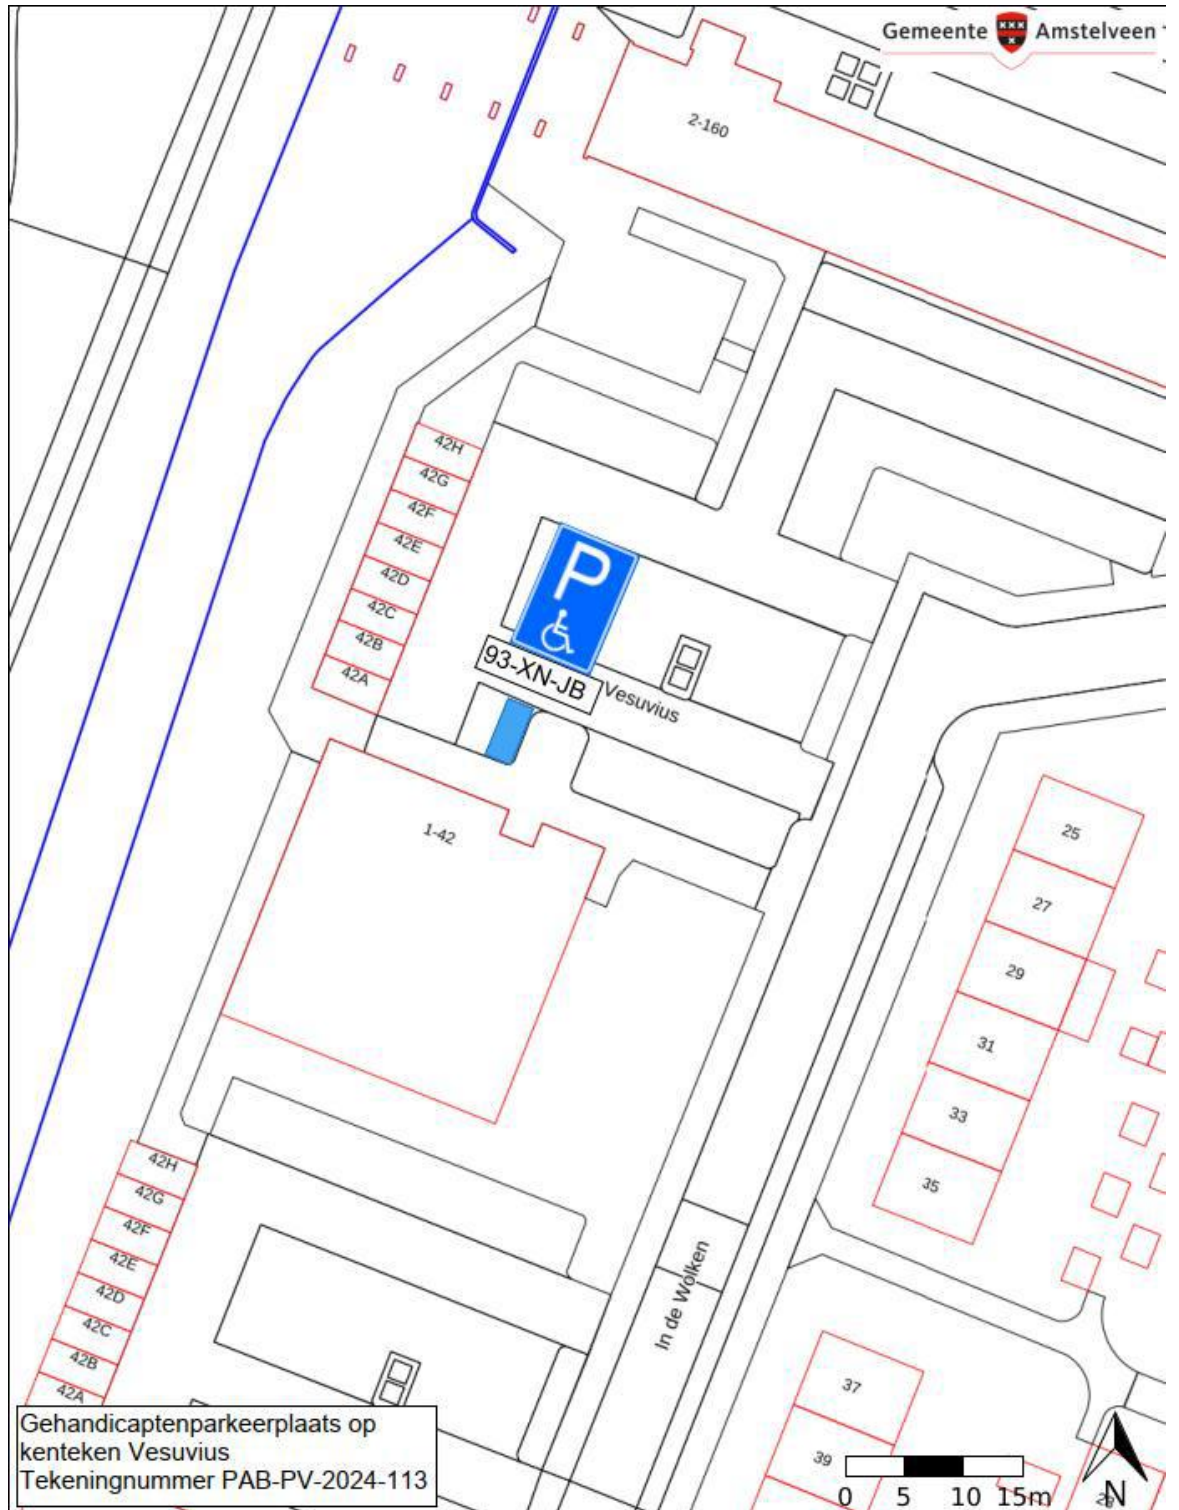 Gemeente Amstelveen
2-160
42H
42G
42F
42E
42D
42C
42B
42A
P
93-XN-JB
Vesuvius
1-42
25
27
29
31
33
35
In de Wolken
42H
42G
42F
42E
42D
42C
42B
42A
37
39
Gehandicaptenparkeerplaats op
kenteken Vesuvius
Tekeningnummer PAB-PV-2024-113
0 5 10 15m
N